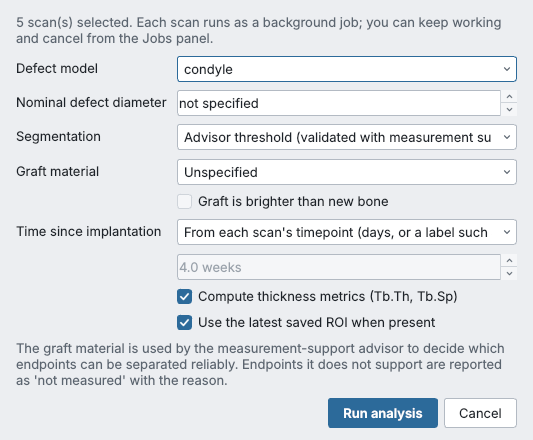 5 scan(s) selected. Each scan runs as a background job; you can keep working
and cancel from the Jobs panel.
Defect model
condyle
Nominal defect diameter
not specified
Segmentation
Advisor threshold (validated with measurement su
Graft material
Unspecified
Graft is brighter than new bone
Time since implantation
From each scan's timepoint (days, or a label such
4.0 weeks
Compute thickness metrics (Tb.Th, Tb.Sp)
Use the latest saved ROI when present
The graft material is used by the measurement-support advisor to decide which
endpoints can be separated reliably. Endpoints it does not support are reported
as 'not measured' with the reason.
Run analysis
Cancel